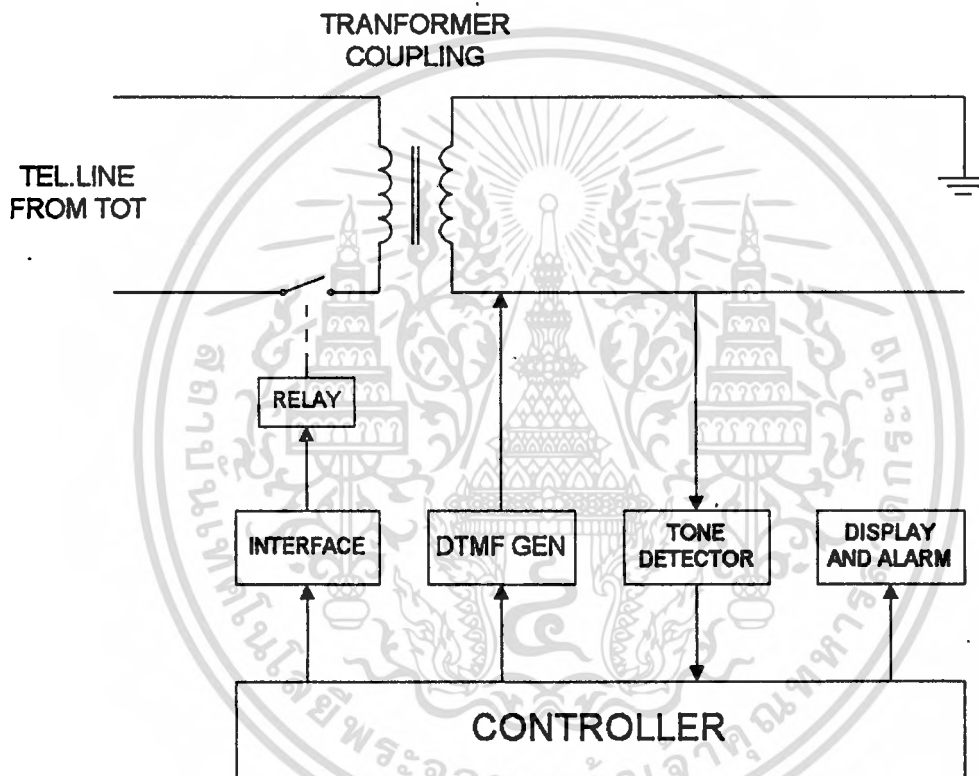 TRANFORMER
COUPLING
TEL.LINE
FROM TOT
RELAY
INTERFACE
DTMF GEN
TONE
DETECTOR
DISPLAY
AND ALARM
CONTROLLER